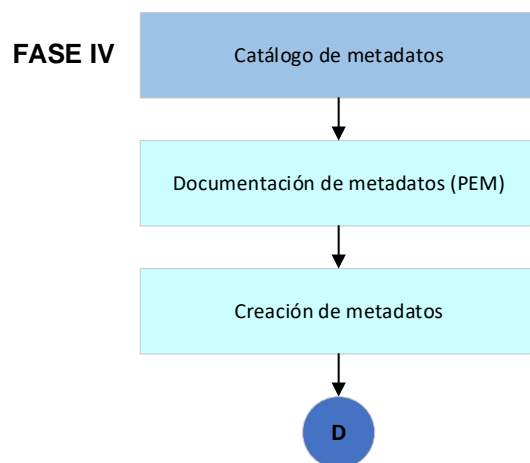 FASE IV
Catálogo de metadatos
Documentación de metadatos (PEM)
Creación de metadatos
D